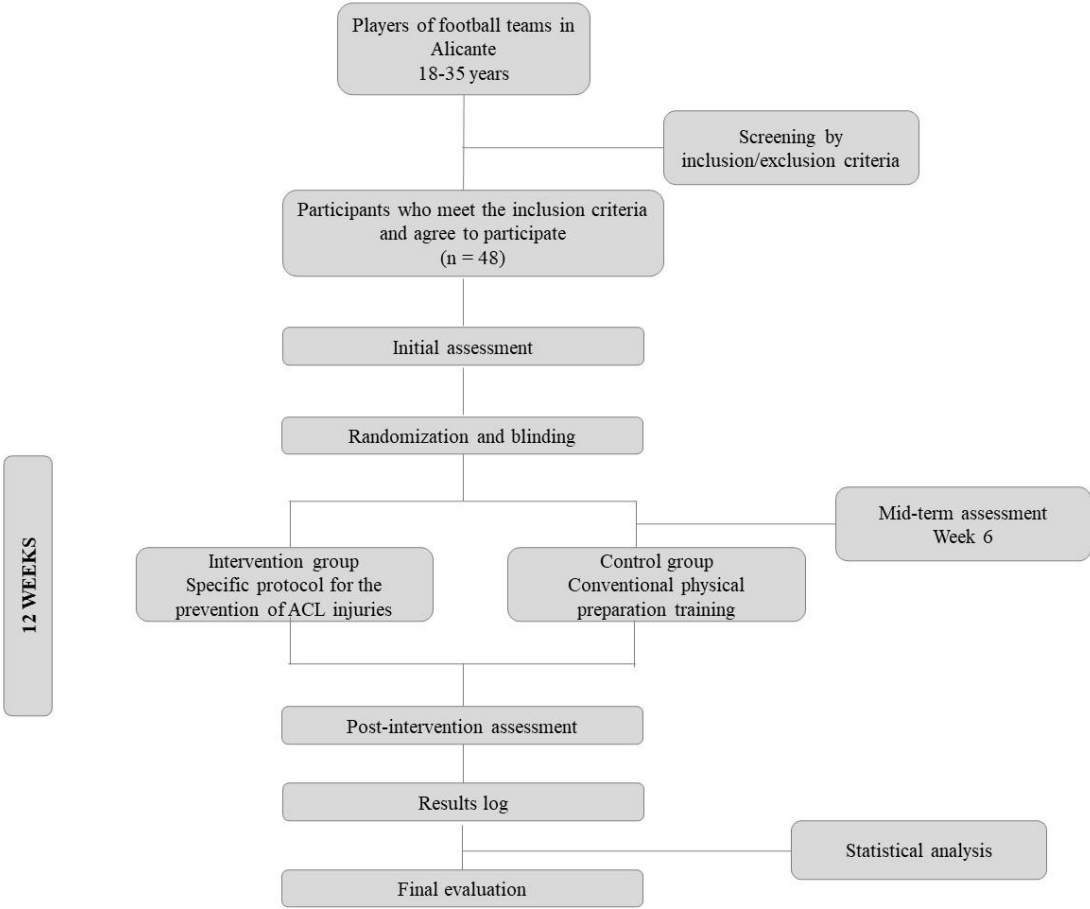 Players of football teams in
Alicante
18-35 years
Screening by
inclusion/exclusion criteria
Participants who meet the inclusion criteria
and agree to participate
(n = 48)
Initial assessment
Randomization and blinding
12 WEEKS
Mid-term assessment
Week 6
Intervention group
Specific protocol for the
prevention of ACL injuries
Control group
Conventional physical
preparation training
Post-intervention assessment
Results log
Statistical analysis
Final evaluation